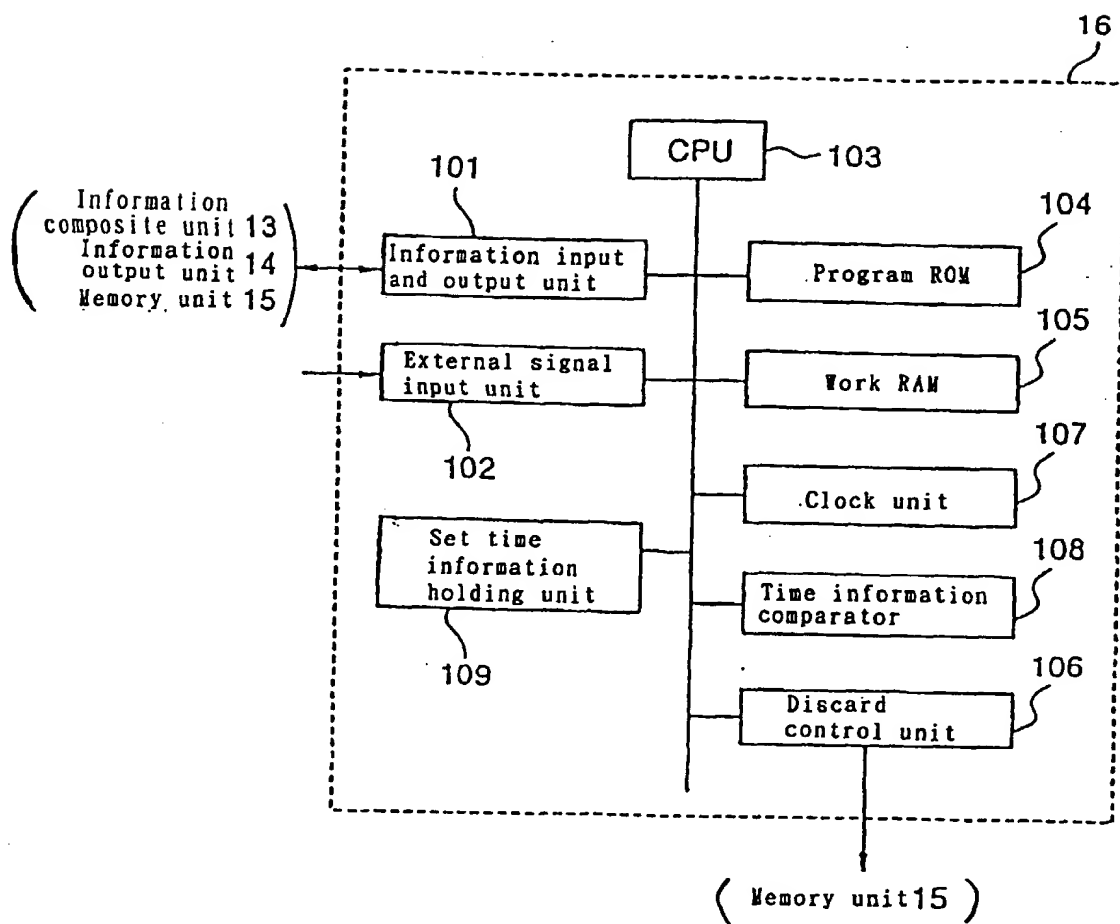 16
CPU
103
101
Information
composite unit 13
Information
output unit 14
Memory unit 15
Information input
and output unit
104
Program ROM
105
External signal
input unit
Work RAM
102
107
Clock unit
Set time
information
holding unit
108
Time information
comparator
109
106
Discard
control unit
(Memory unit 15)